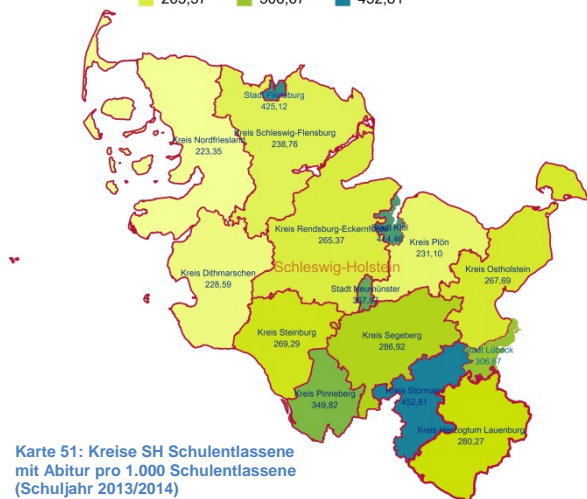 265,37 306,67 452,81
Stadt Flensburg
425,12
Kreis Nordfriesland
223,35
Kreis Schleswig-Flensburg
238,76
Kreis Rendsburg-Eckernförde
265,37
Stadt Kiel
Kreis Plön
231,10
Kreis Dithmarschen
228,59
Schleswig-Holstein
Kreis Ostholstein
267,69
Stadt Neumünster
Kreis Steinburg
269,29
Kreis Segeberg
286,92
Stadt Lübeck
306,67
Kreis Pinneberg
349,82
Kreis Stormarn
452,81
Kreis Herzogtum Lauenburg
280,27
Karte 51: Kreise SH Schulentlassene
mit Abitur pro 1.000 Schulentlassene
(Schuljahr 2013/2014)